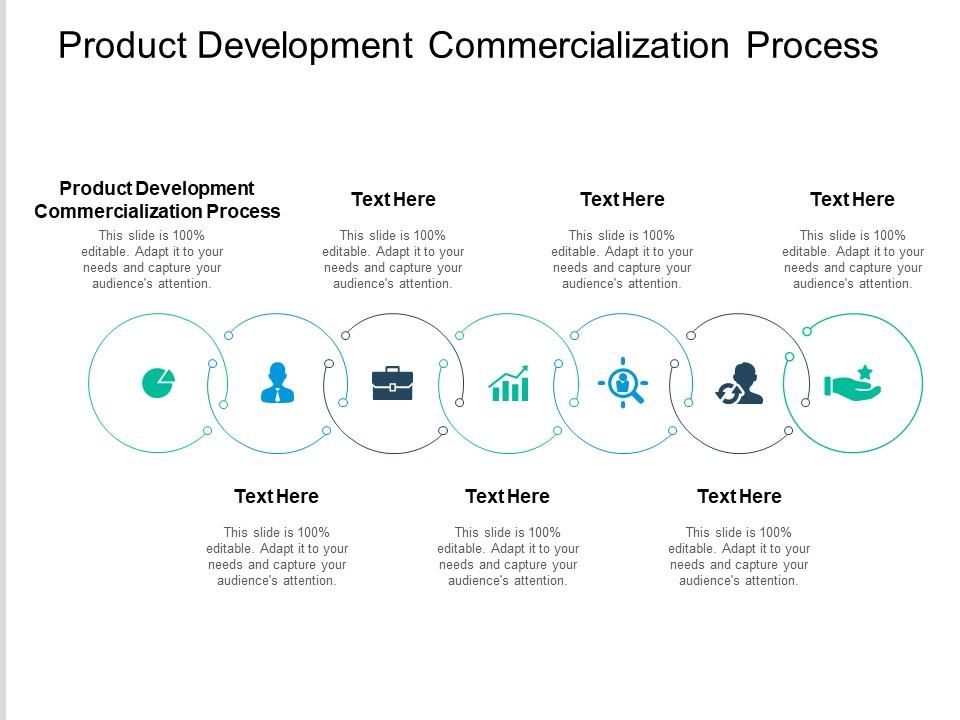 Product Development Commercialization Process
Product Development
Commercialization Process
This slide is 100%
editable. Adapt it to your
needs and capture your
audience's attention.
Text Here
This slide is 100%
editable. Adapt it to your
needs and capture your
audience's attention.
Text Here
This slide is 100%
editable. Adapt it to your
needs and capture your
audience's attention.
Text Here
This slide is 100%
editable. Adapt it to your
needs and capture your
audience's attention.
Text Here
This slide is 100%
editable. Adapt it to your
needs and capture your
audience's attention.
Text Here
This slide is 100%
editable. Adapt it to your
needs and capture your
audience's attention.
Text Here
This slide is 100%
editable. Adapt it to your
needs and capture your
audience's attention.